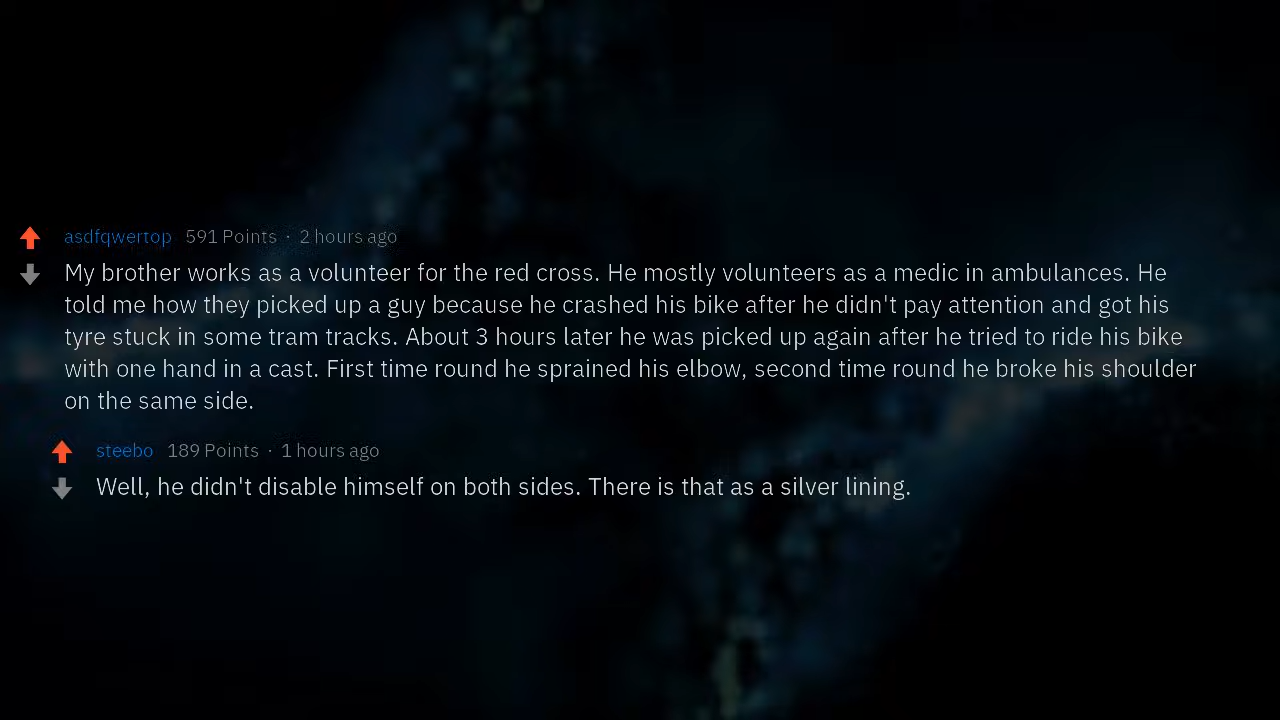 asdfqwertop 591 Points · 2 hours ago
My brother works as a volunteer for the red cross. He mostly volunteers as a medic in ambulances. He
told me how they picked up a guy because he crashed his bike after he didn't pay attention and got his
tyre stuck in some tram tracks. About 3 hours later he was picked up again after he tried to ride his bike
with one hand in a cast. First time round he sprained his elbow, second time round he broke his shoulder
on the same side.
steebo 189 Points · 1 hours ago
Well, he didn't disable himself on both sides. There is that as a silver lining.